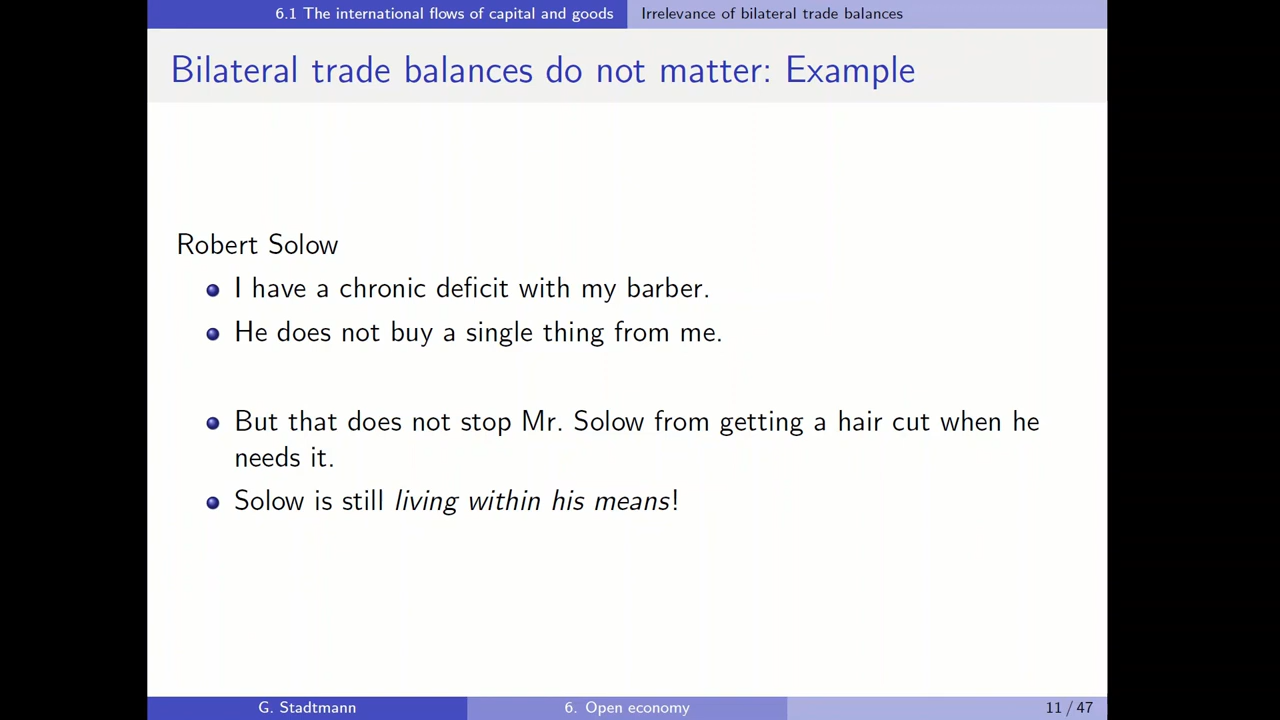 6.1 The international flows of capital and goods
Irrelevance of bilateral trade balances
Bilateral trade balances do not matter: Example
Robert Solow
I have a chronic deficit with my barber.
He does not buy a single thing from me.
But that does not stop Mr. Solow from getting a hair cut when he
needs it.
Solow is still living within his means!
G. Stadtmann
6. Open economy
11 / 47